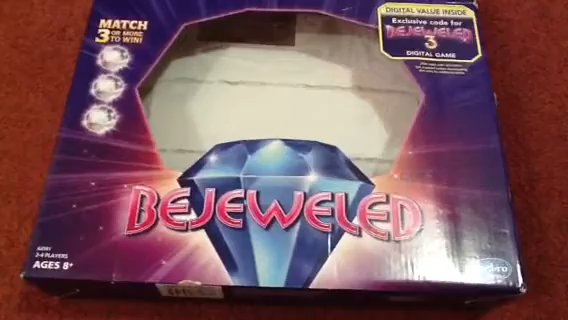 MATCH
3 OR MORE
TO WIN!
DIGITAL VALUE INSIDE
Exclusive code for
BEJEWELED
3
DIGITAL GAME
BEJEWELED
2-4 PLAYERS
AGES 8+